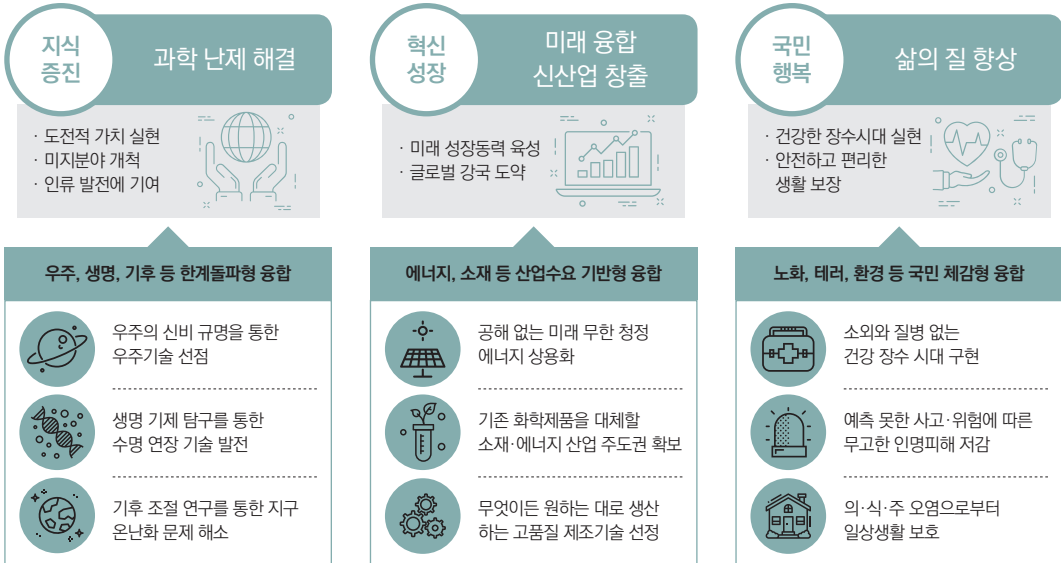 지식
증진
과학 난제 해결
· 도전적 가치 실현
· 미지분야 개척
· 인류 발전에 기여
우주, 생명, 기후 등 한계돌파형 융합
우주의 신비 규명을 통한
우주기술 선점
생명 기제 탐구를 통한
수명 연장 기술 발전
기후 조절 연구를 통한 지구
온난화 문제 해소
혁신
성장
미래 융합
신산업 창출
· 미래 성장동력 육성
· 글로벌 강국 도약
에너지, 소재 등 산업수요 기반형 융합
공해 없는 미래 무한 청정
에너지 상용화
기존 화학제품을 대체할
소재·에너지 산업 주도권 확보
무엇이든 원하는 대로 생산
하는 고품질 제조기술 선정
국민
행복
삶의 질 향상
· 건강한 장수시대 실현
· 안전하고 편리한
생활 보장
노화, 테러, 환경 등 국민 체감형 융합
소외와 질병 없는
건강 장수 시대 구현
예측 못한 사고·위험에 따른
무고한 인명피해 저감
의·식·주 오염으로부터
일상생활 보호